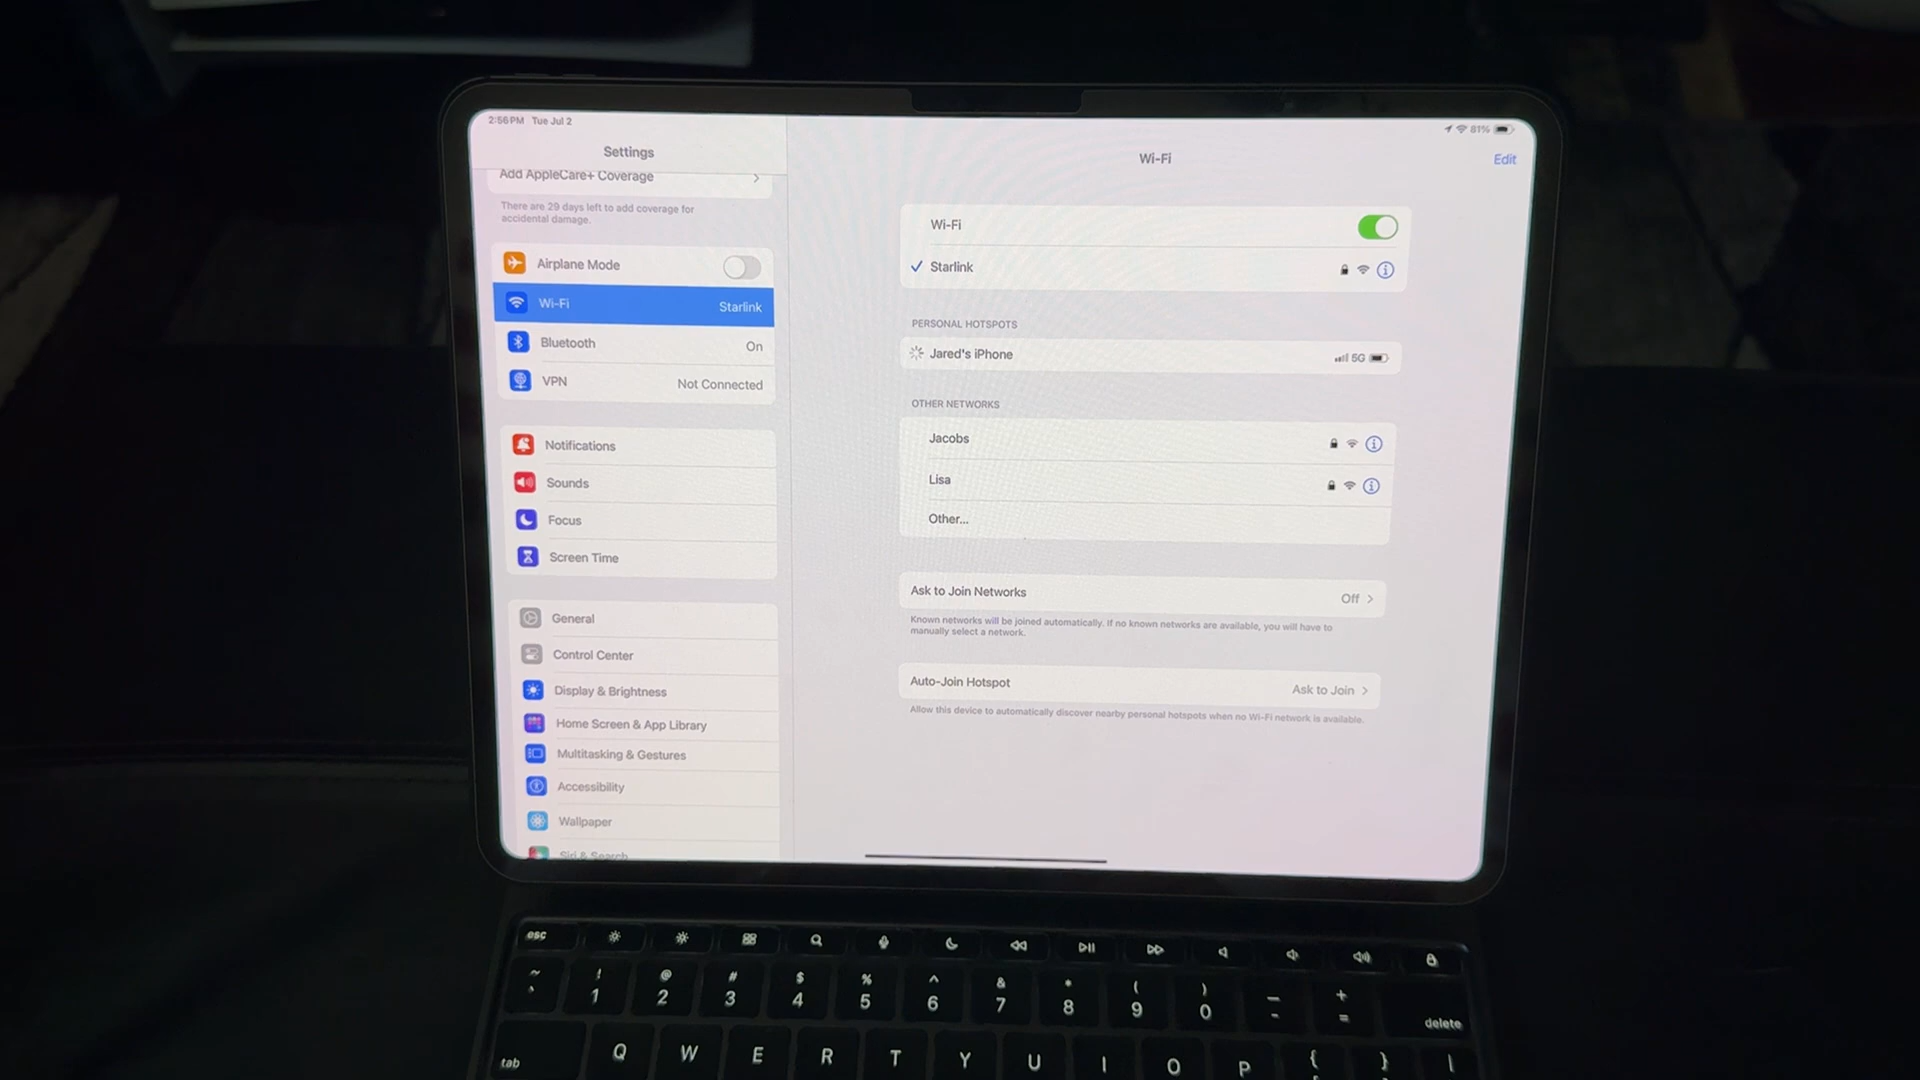 2:56 PM Tue Jul 2
81%
Settings
Add AppleCare+ Coverage
There are 29 days left to add coverage for
accidental damage.
Airplane Mode
Wi-Fi Starlink
Bluetooth On
VPN Not Connected
Notifications
Sounds
Focus
Screen Time
General
Control Center
Display & Brightness
Home Screen & App Library
Multitasking & Gestures
Accessibility
Wallpaper
Siri & Search
Wi-Fi
Edit
Wi-Fi
Starlink
PERSONAL HOTSPOTS
Jared's iPhone 5G
OTHER NETWORKS
Jacobs
Lisa
Other...
Ask to Join Networks Off
Known networks will be joined automatically. If no known networks are available, you will have to
manually select a network.
Auto-Join Hotspot Ask to Join
Allow this device to automatically discover nearby personal hotspots when no Wi-Fi network is available.
esc
~ ! @ # $ % ^ & * ( ) — +
` 1 2 3 4 5 6 7 8 9 0 - = delete
tab Q W E R T Y U I O P { } |